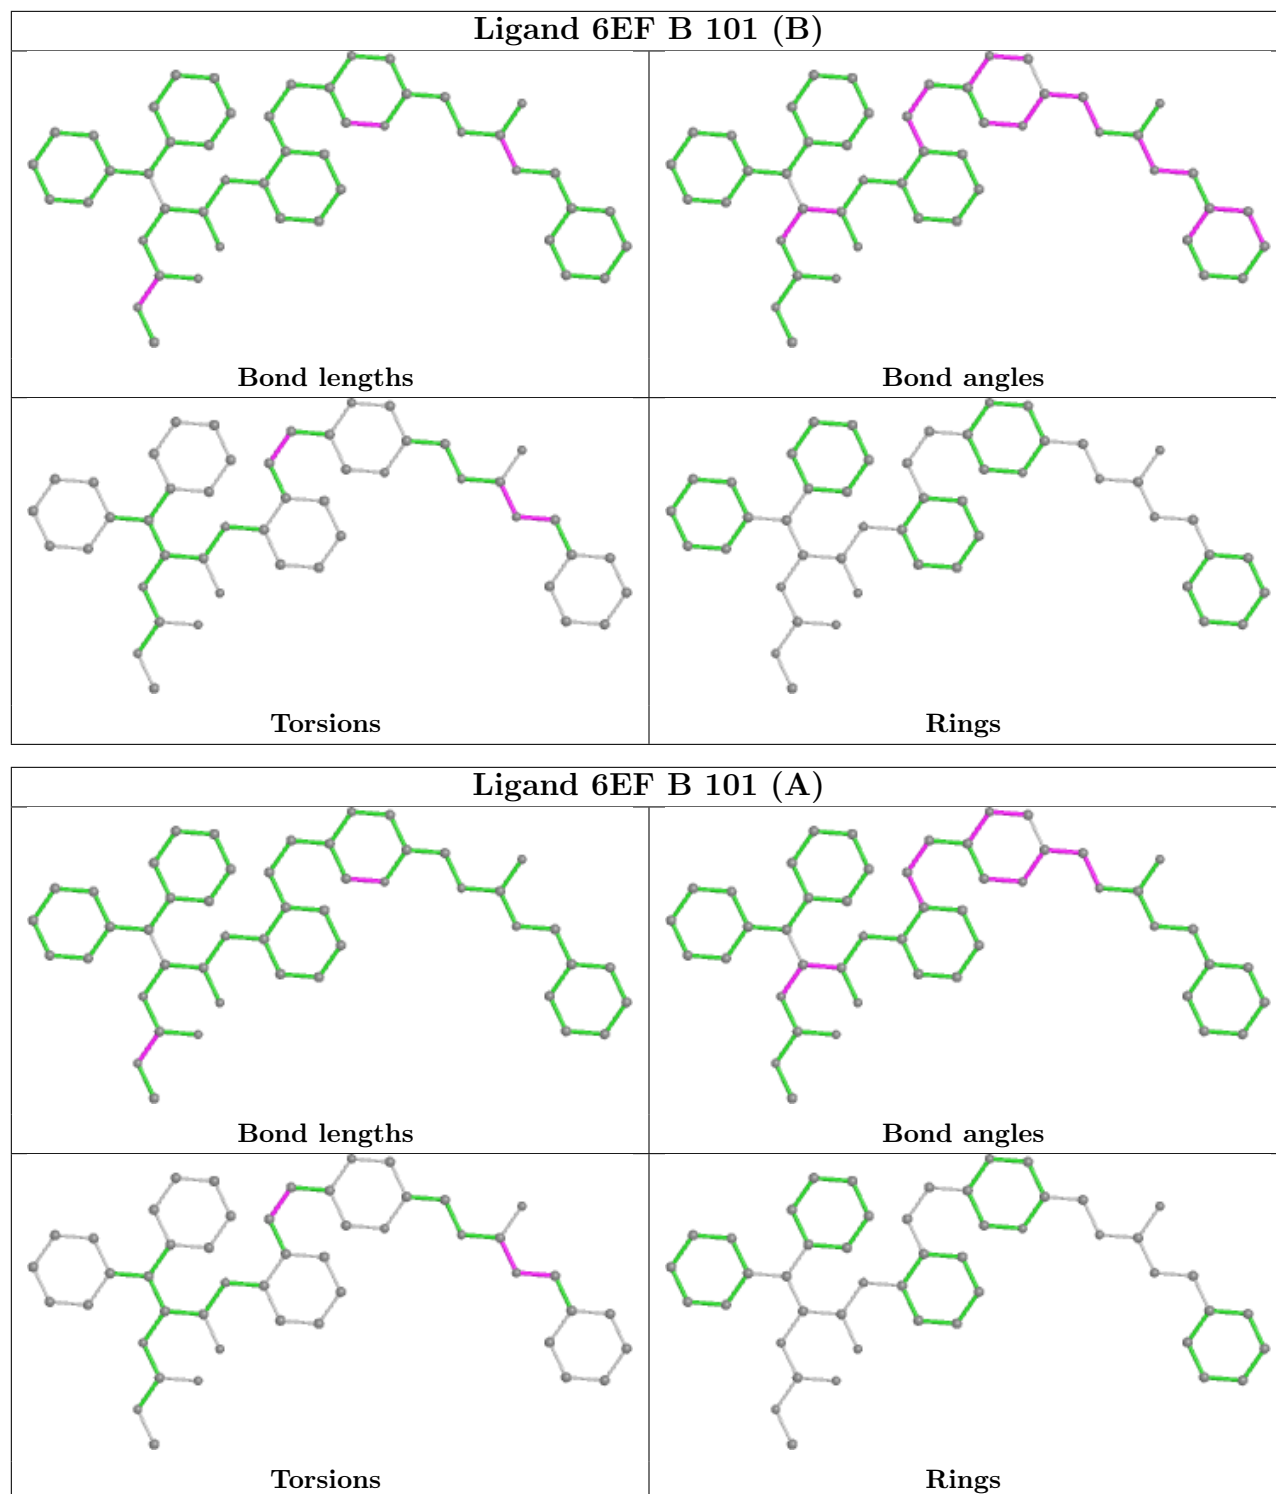 Ligand 6EF B 101 (B)
Bond lengths
Bond angles
Torsions
Rings
Ligand 6EF B 101 (A)
Bond lengths
Bond angles
Torsions
Rings